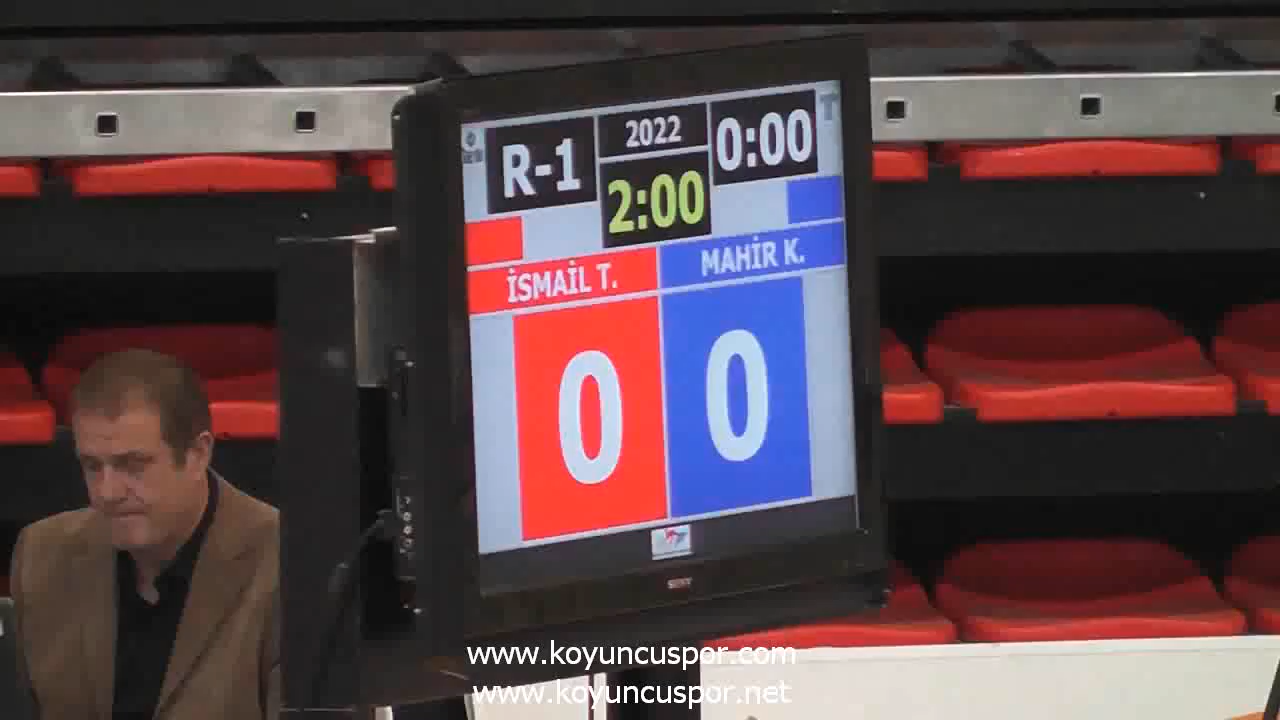 R-1
2022
0:00
2:00
İSMAİL T.
MAHİR K.
0
0
SONY
www.koyuncuspor.com
www.koyuncuspor.net